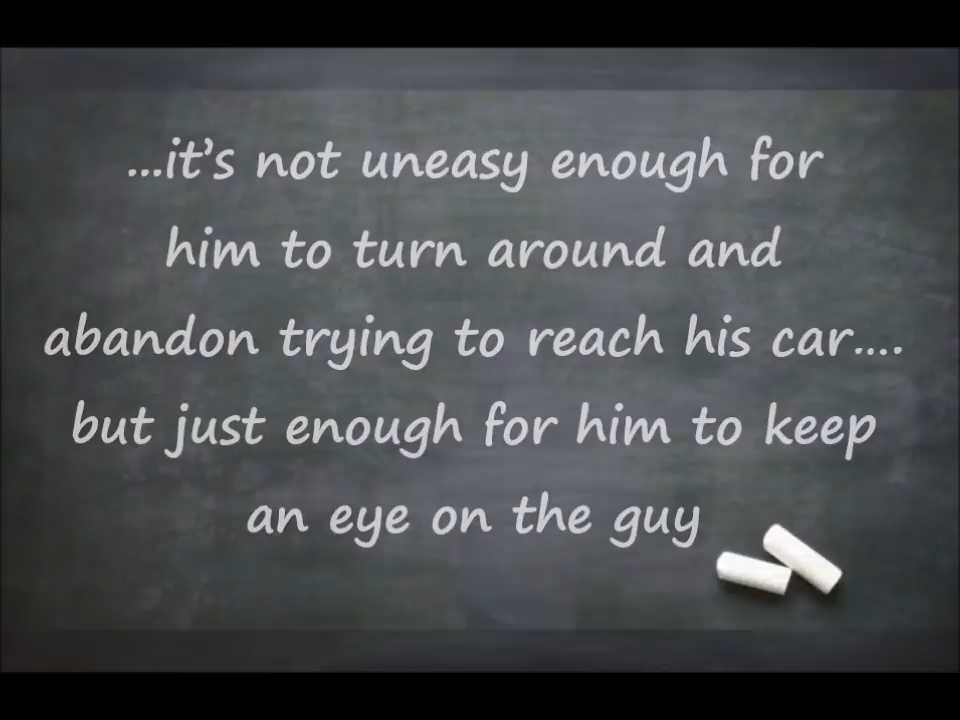 ...it's not uneasy enough for
him to turn around and
abandon trying to reach his car....
but just enough for him to keep
an eye on the guy